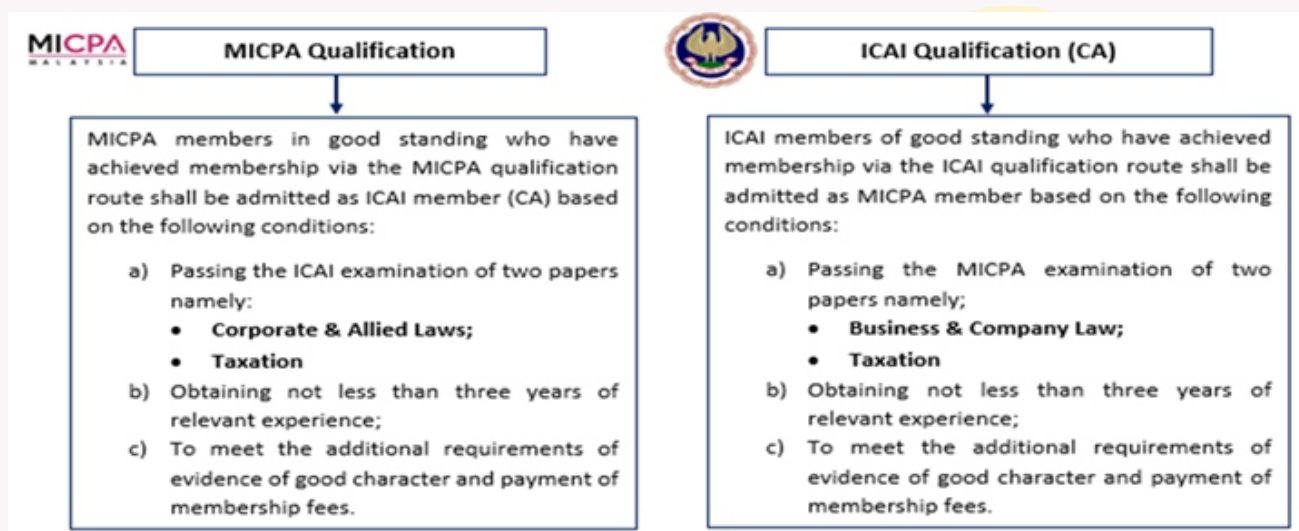 MICPA
MALAYSIA
MICPA Qualification
MICPA members in good standing who have
achieved membership via the MICPA qualification
route shall be admitted as ICAI member (CA) based
on the following conditions:
a) Passing the ICAI examination of two papers
namely:
• Corporate & Allied Laws;
• Taxation
b) Obtaining not less than three years of
relevant experience;
c) To meet the additional requirements of
evidence of good character and payment of
membership fees.
ICAI Qualification (CA)
ICAI members of good standing who have achieved
membership via the ICAI qualification route shall be
admitted as MICPA member based on the following
conditions:
a) Passing the MICPA examination of two
papers namely;
• Business & Company Law;
• Taxation
b) Obtaining not less than three years of
relevant experience;
c) To meet the additional requirements of
evidence of good character and payment of
membership fees.